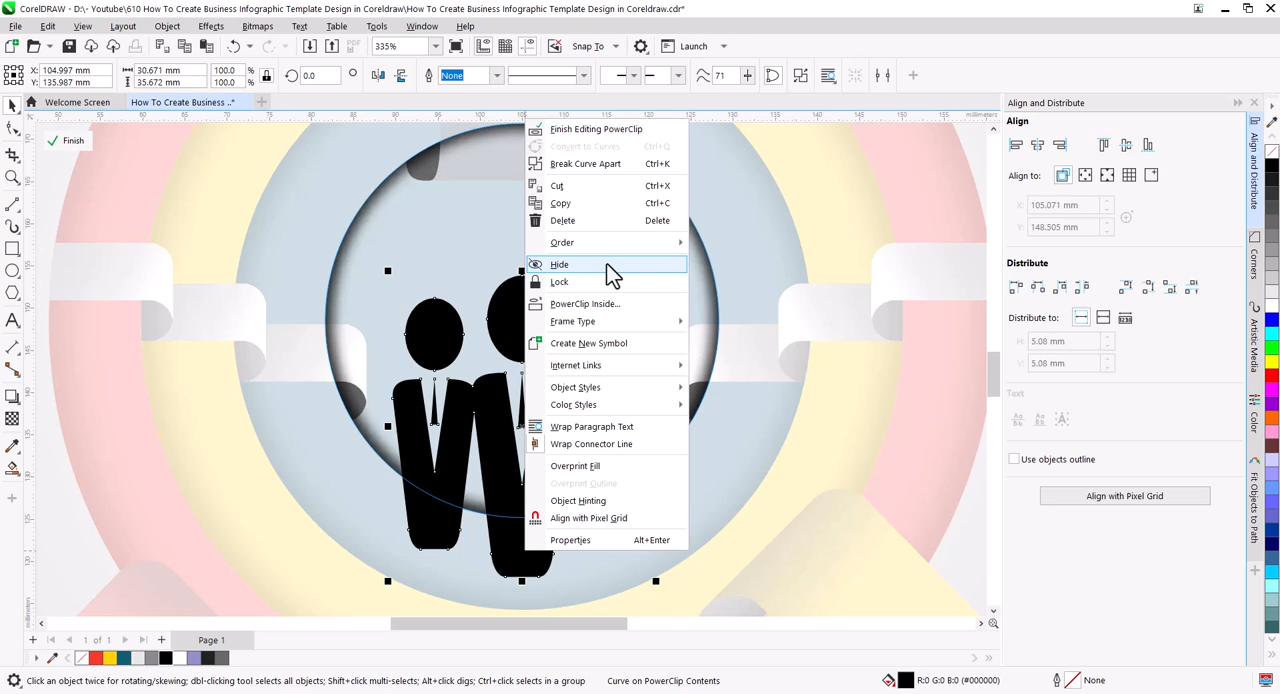 CorelDRAW - D:\- Youtube\610 How To Create Business Infographic Template Design in Coreldraw\How To Create Business Infographic Template Design in Coreldraw.cdr*
File Edit View Layout Object Effects Bitmaps Text Table Tools Window Help
PDF 335% Snap To Launch
X: 104.997 mm 30.671 mm 100.0 % 0.0 None 71
Y: 135.987 mm 35.672 mm 100.0 %
Welcome Screen How To Create Business ..*
Align and Distribute
millimeters
Finish
Finish Editing PowerClip
Convert to Curves Ctrl+Q
Break Curve Apart Ctrl+K
Cut Ctrl+X
Copy Ctrl+C
Delete Delete
Order
Hide
Lock
PowerClip Inside...
Frame Type
Create New Symbol
Internet Links
Object Styles
Color Styles
Wrap Paragraph Text
Wrap Connector Line
Overprint Fill
Overprint Outline
Object Hinting
Align with Pixel Grid
Properties Alt+Enter
Align
Align to:
X: 105.071 mm
Y: 148.505 mm
Distribute
Distribute to:
H: 5.08 mm
V: 5.08 mm
Text
Use objects outline
Align with Pixel Grid
Align and Distribute
Corners
Artistic Media
Color
Fit Objects to Path
1 of 1 Page 1
Click an object twice for rotating/skewing; dbl-clicking tool selects all objects; Shift+click multi-selects; Alt+click digs; Ctrl+click selects in a group Curve on PowerClip Contents R:0 G:0 B:0 (#000000) None